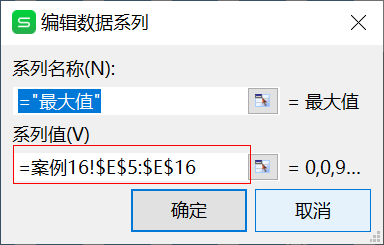 编辑数据系列
系列名称(N):
="最大值" = 最大值
系列值(V)
=案例16!$E$5:$E$16 = 0,0,9...
确定 取消